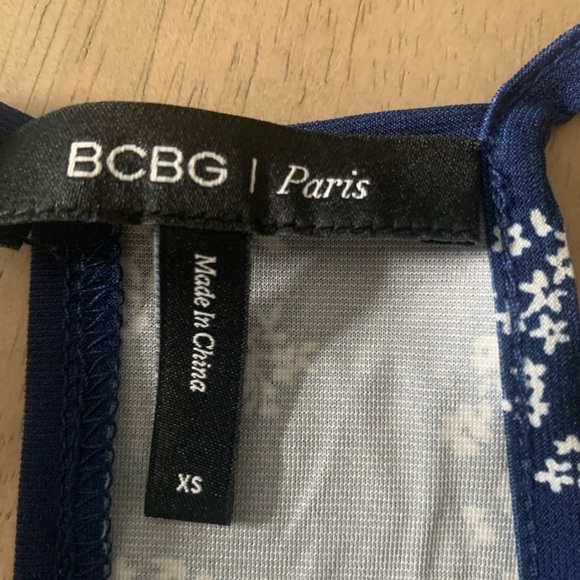 BCBG | Paris
Made In China
XS